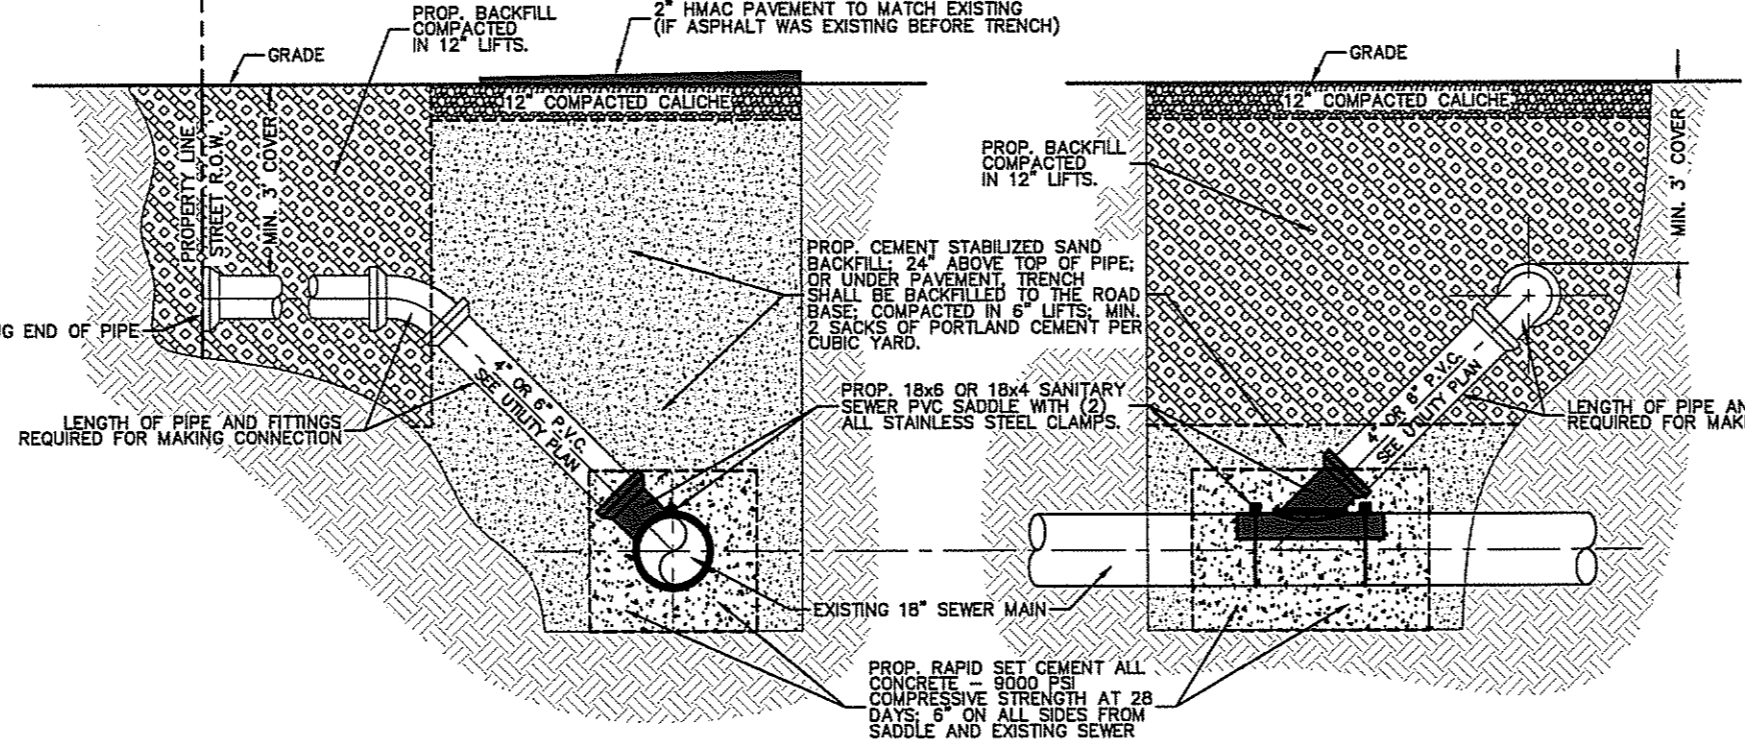 PROP. BACKFILL
COMPACTED
IN 12" LIFTS.
2" HMAC PAVEMENT TO MATCH EXISTING
(IF ASPHALT WAS EXISTING BEFORE TRENCH)
GRADE
GRADE
12" COMPACTED CALICHE
12" COMPACTED CALICHE
PROPERTY LINE
STREET R.O.W.
MIN. 3' COVER
PROP. BACKFILL
COMPACTED
IN 12" LIFTS.
MIN. 3' COVER
PROP. CEMENT STABILIZED SAND
BACKFILL; 24" ABOVE TOP OF PIPE;
OR UNDER PAVEMENT, TRENCH
SHALL BE BACKFILLED TO THE ROAD
BASE; COMPACTED IN 6" LIFTS; MIN.
2 SACKS OF PORTLAND CEMENT PER
CUBIC YARD.
END OF PIPE
4" OR 6" P.V.C.
SEE UTILITY PLAN
4" OR 6" P.V.C. -
SEE UTILITY PLAN
PROP. 18x6 OR 18x4 SANITARY
SEWER PVC SADDLE WITH (2)
ALL STAINLESS STEEL CLAMPS.
LENGTH OF PIPE AND FITTINGS
REQUIRED FOR MAKING CONNECTION
LENGTH OF PIPE
REQUIRED FOR
EXISTING 18" SEWER MAIN
PROP. RAPID SET CEMENT ALL
CONCRETE - 9000 PSI
COMPRESSIVE STRENGTH AT 28
DAYS; 6" ON ALL SIDES FROM
SADDLE AND EXISTING SEWER